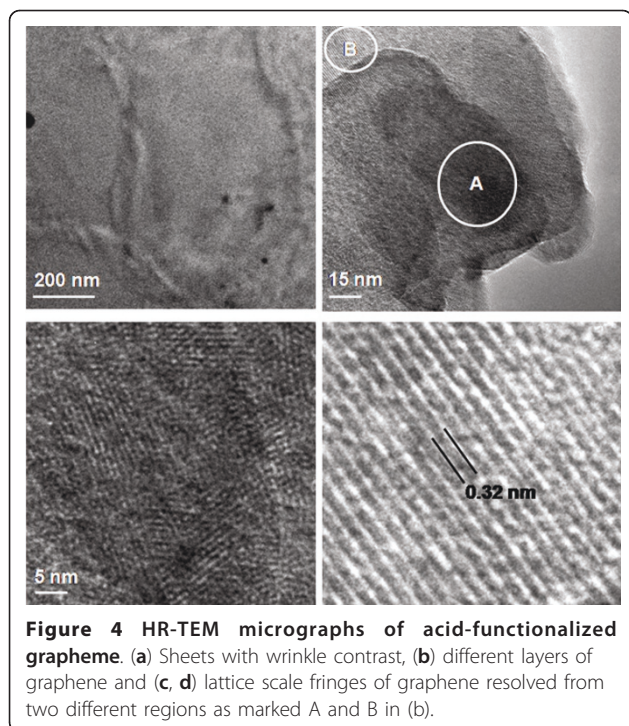 200 nm
B
A
15 nm
5 nm
0.32 nm
Figure 4 HR-TEM micrographs of acid-functionalized
grapheme. (a) Sheets with wrinkle contrast, (b) different layers of
graphene and (c, d) lattice scale fringes of graphene resolved from
two different regions as marked A and B in (b).